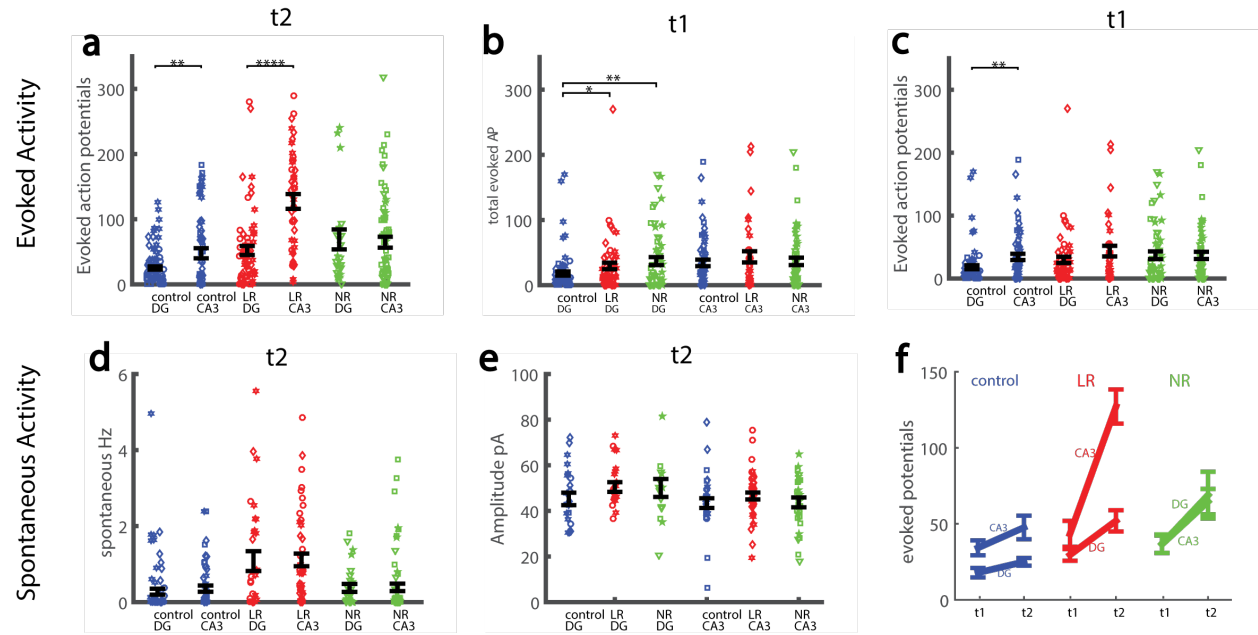 t2
t1
t1
a
b
c
Evoked Activity
Evoked action potentials
300
200
100
0
**
****
control DG
control CA3
LR DG
LR CA3
NR DG
NR CA3
total evoked AP
300
200
100
0
*
**
control DG
LR DG
NR DG
control CA3
LR CA3
NR CA3
Evoked action potentials
300
200
100
0
**
control DG
control CA3
LR DG
LR CA3
NR DG
NR CA3
Spontaneous Activity
d
t2
spontaneous Hz
6
4
2
0
control DG
control CA3
LR DG
LR CA3
NR DG
NR CA3
e
t2
Amplitude pA
100
80
60
40
20
0
control DG
LR DG
NR DG
control CA3
LR CA3
NR CA3
f
evoked potentials
150
100
50
0
control
LR
NR
CA3
DG
CA3
DG
DG
CA3
t1
t2
t1
t2
t1
t2